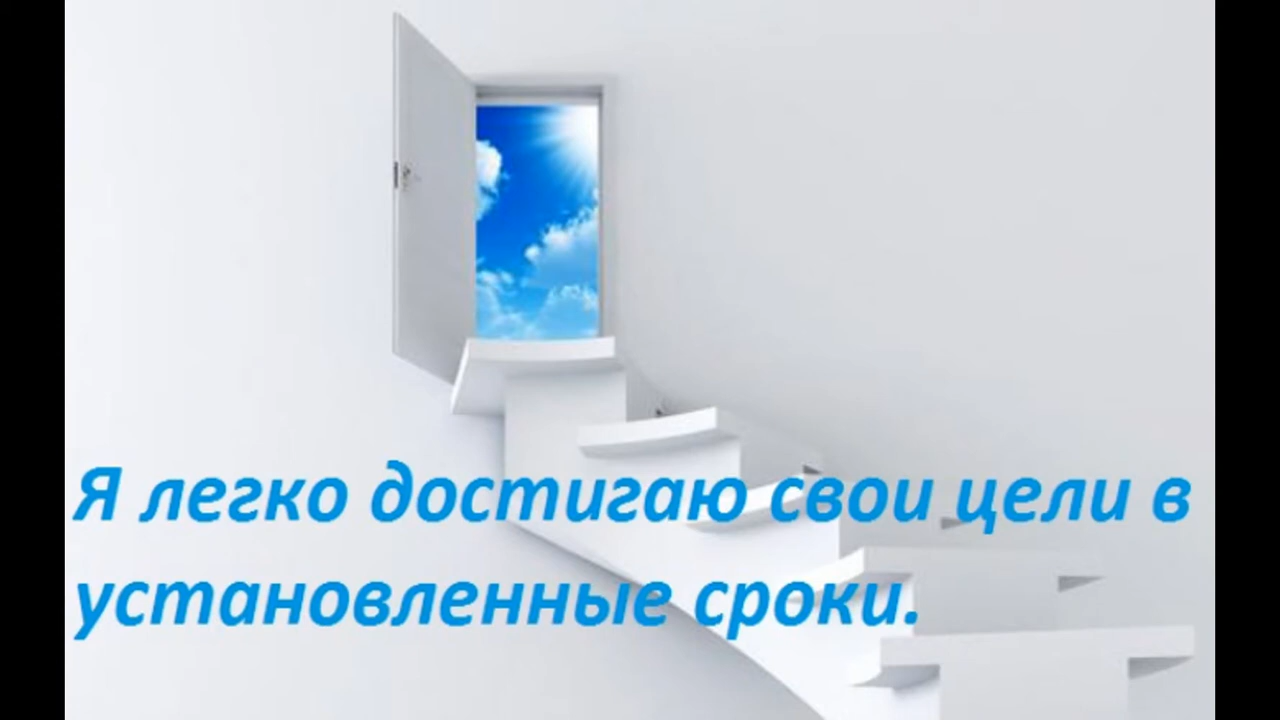 Я легко достигаю свои цели в
установленные сроки.